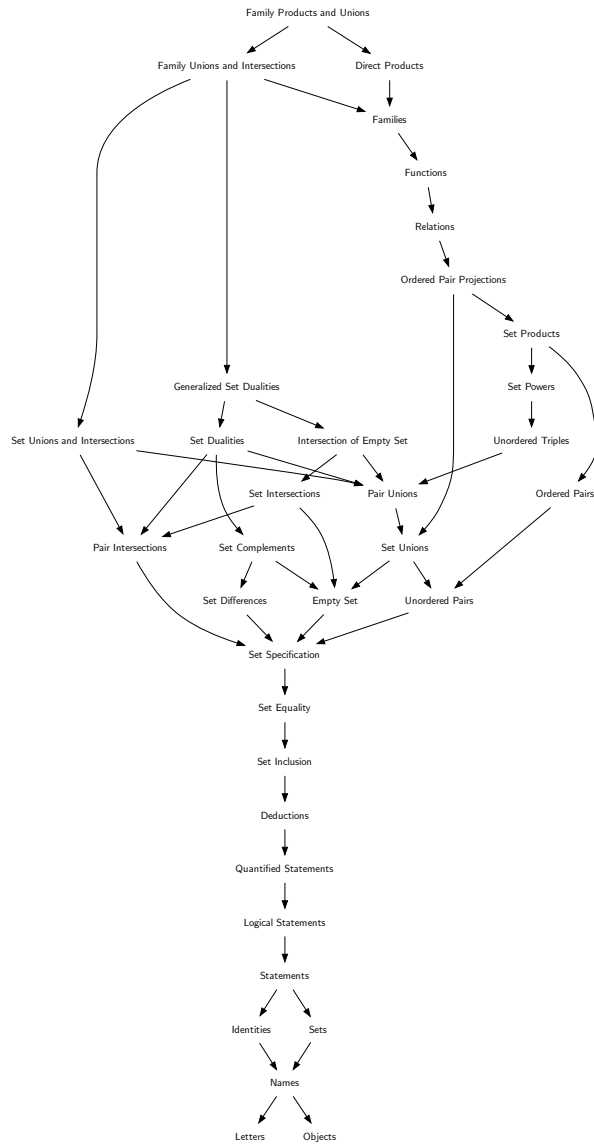 Family Products and Unions
Family Unions and Intersections
Direct Products
Families
Functions
Relations
Ordered Pair Projections
Set Products
Generalized Set Dualities
Set Powers
Set Unions and Intersections
Set Dualities
Intersection of Empty Set
Unordered Triples
Set Intersections
Pair Unions
Ordered Pairs
Pair Intersections
Set Complements
Set Unions
Set Differences
Empty Set
Unordered Pairs
Set Specification
Set Equality
Set Inclusion
Deductions
Quantified Statements
Logical Statements
Statements
Identities
Sets
Names
Letters
Objects